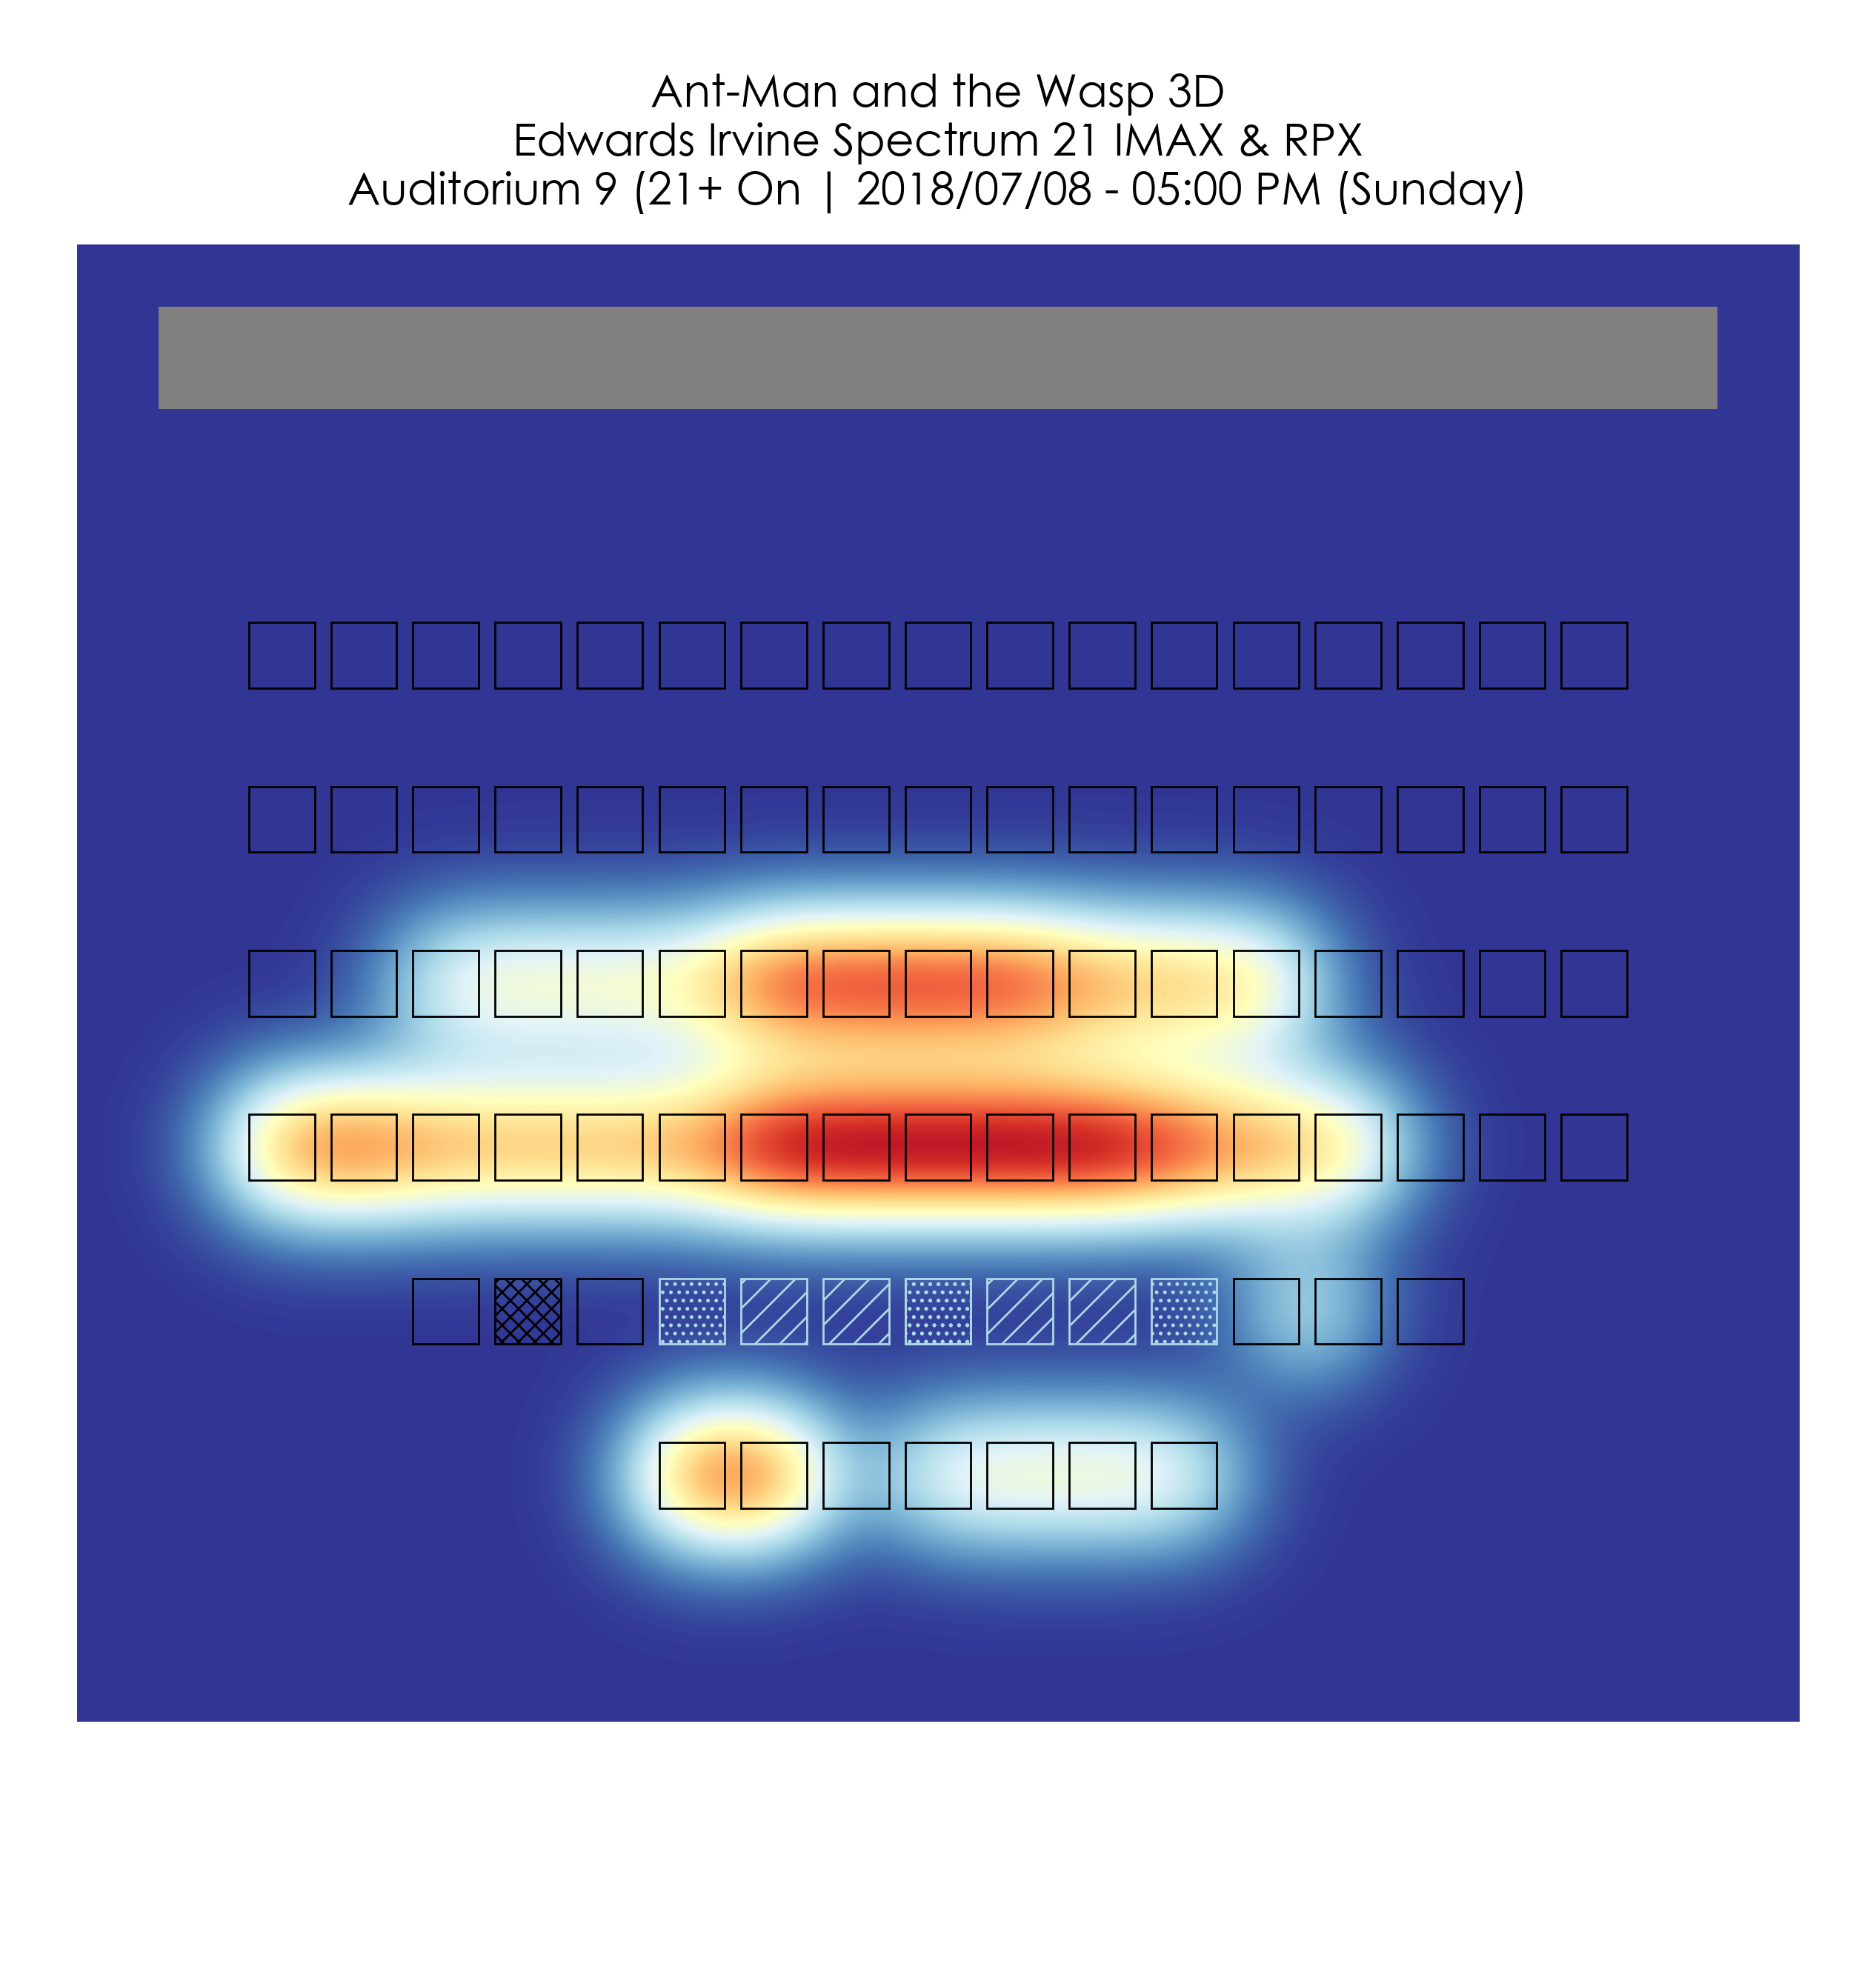 Ant-Man and the Wasp 3D
Edwards Irvine Spectrum 21 IMAX & RPX
Auditorium 9 (21+ On | 2018/07/08 - 05:00 PM (Sunday)